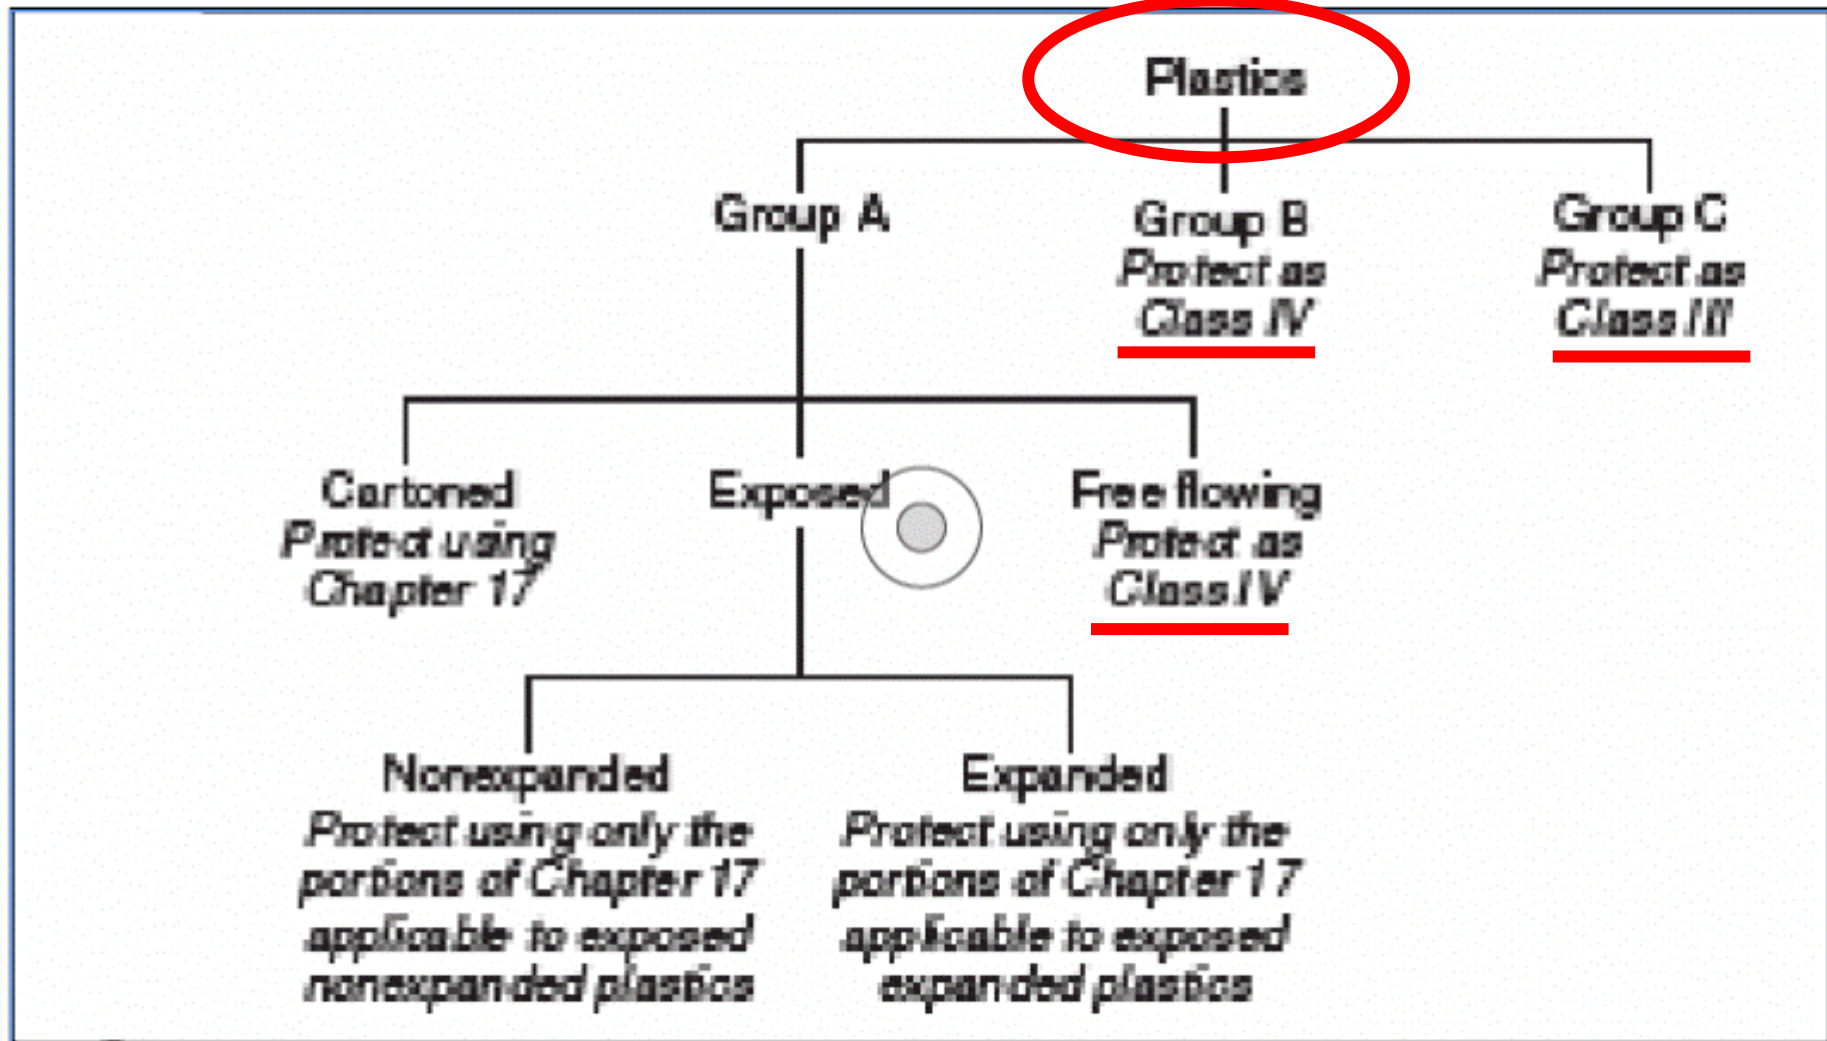 Plastics
Group A
Group B
Protect as
Class IV
Group C
Protect as
Class III
Cartoned
Protect using
Chapter 17
Exposed
Free flowing
Protect as
Class IV
Nonexpanded
Protect using only the
portions of Chapter 17
applicable to exposed
nonexpanded plastics
Expanded
Protect using only the
portions of Chapter 17
applicable to exposed
expanded plastics